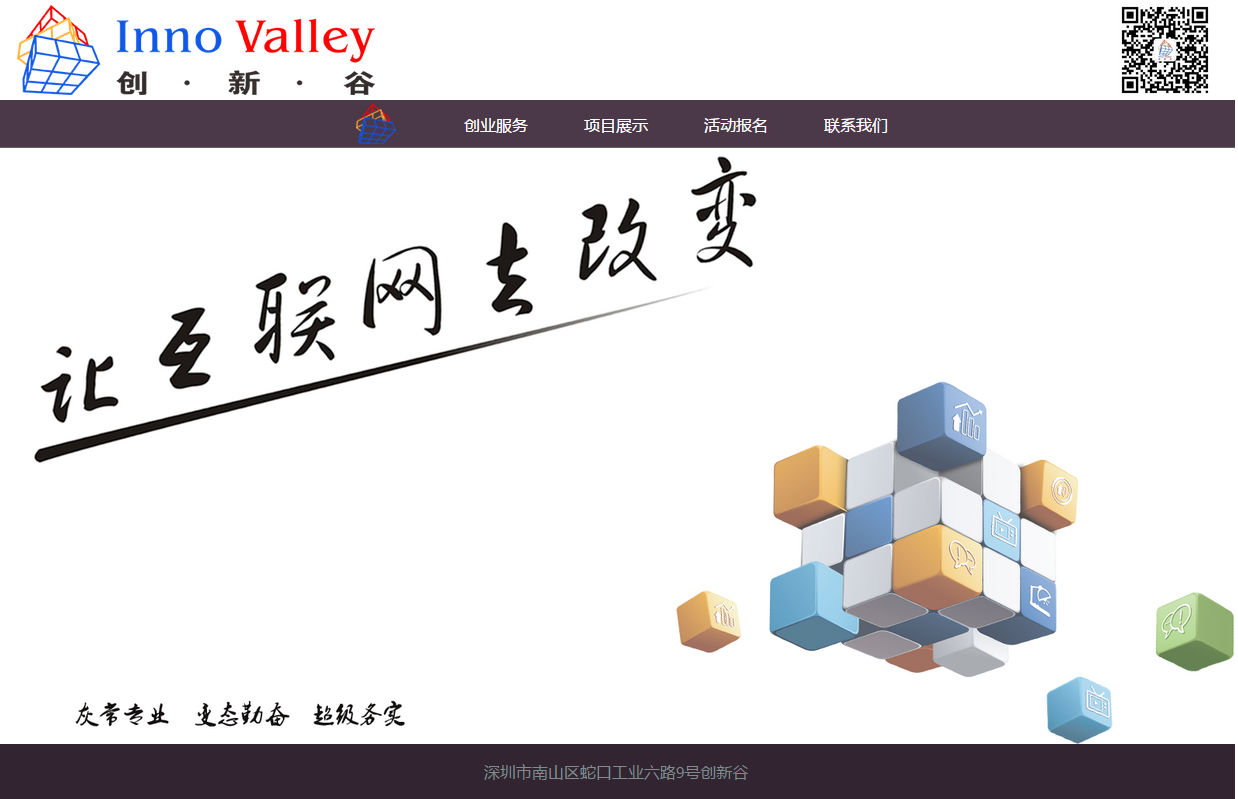 Inno Valley
创·新·谷
创业服务 项目展示 活动报名 联系我们
让互联网去改变
灰常专业 变态勤奋 超级务实
深圳市南山区蛇口工业六路9号创新谷